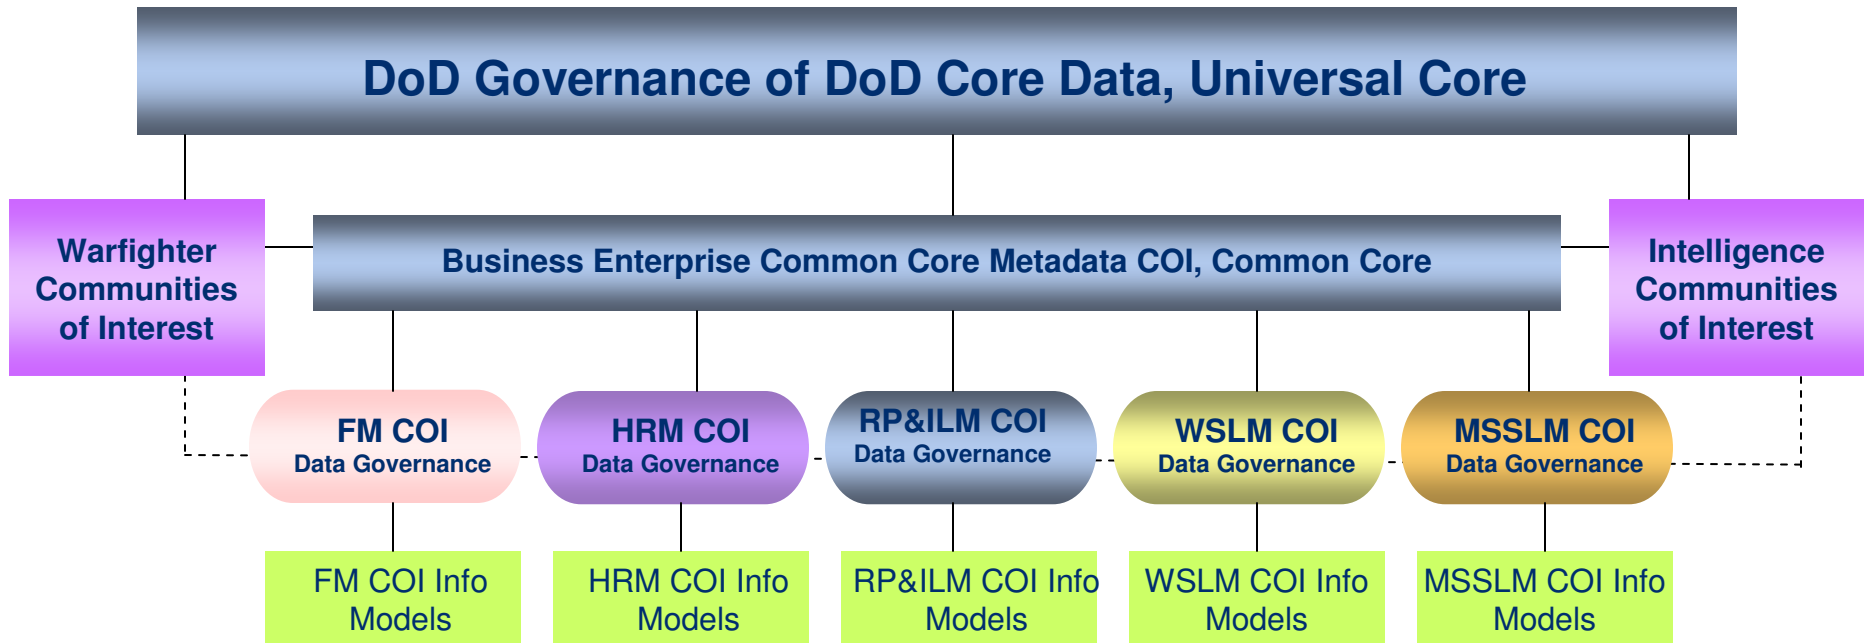 DoD Governance of DoD Core Data, Universal Core
Warfighter
Communities
of Interest
Business Enterprise Common Core Metadata COI, Common Core
Intelligence
Communities
of Interest
FM COI
Data Governance
HRM COI
Data Governance
RP&ILM COI
Data Governance
WSLM COI
Data Governance
MSSLM COI
Data Governance
FM COI Info
Models
HRM COI Info
Models
RP&ILM COI Info
Models
WSLM COI Info
Models
MSSLM COI Info
Models